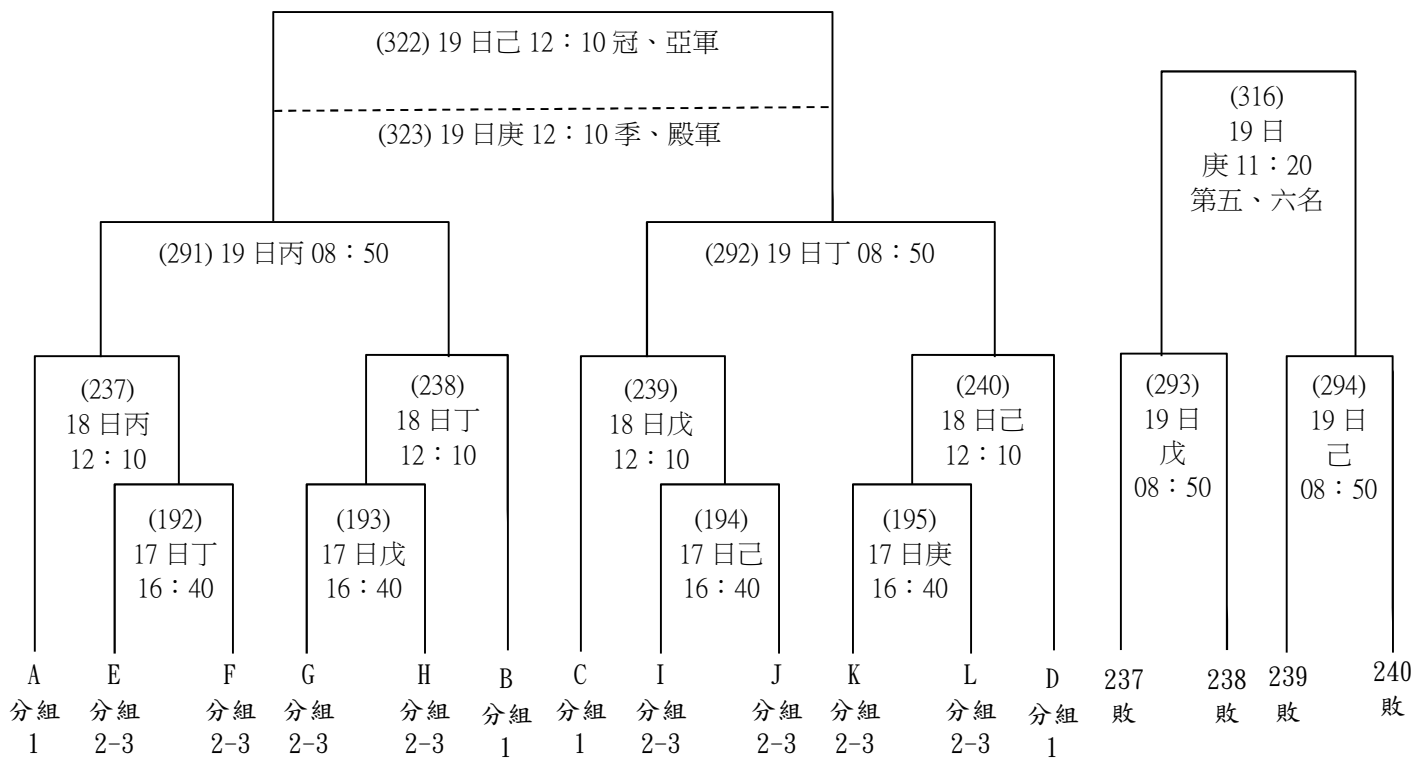 (322) 19 日己 12：10 冠、亞軍
(323) 19 日庚 12：10 季、殿軍
(316)
19 日
庚 11：20
第五、六名
(291) 19 日丙 08：50
(292) 19 日丁 08：50
(237)
18 日丙
12：10
(238)
18 日丁
12：10
(239)
18 日戊
12：10
(240)
18 日己
12：10
(293)
19 日
戊
08：50
(294)
19 日
己
08：50
(192)
17 日丁
16：40
(193)
17 日戊
16：40
(194)
17 日己
16：40
(195)
17 日庚
16：40
A
分組
1
E
分組
2-3
F
分組
2-3
G
分組
2-3
H
分組
2-3
B
分組
1
C
分組
1
I
分組
2-3
J
分組
2-3
K
分組
2-3
L
分組
2-3
D
分組
1
237
敗
238
敗
239
敗
240
敗